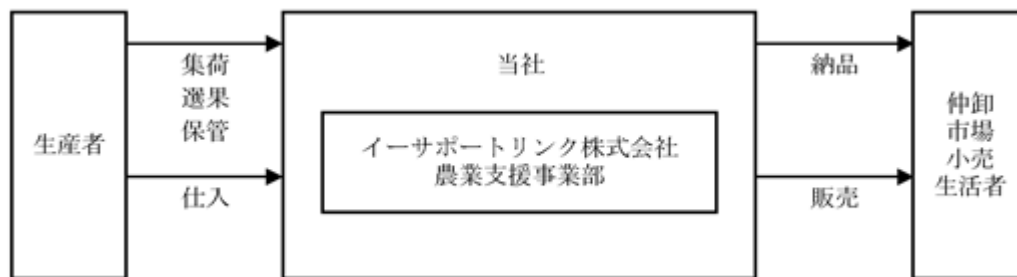 生産者
集荷
選果
保管
仕入
当社
イーサポートリンク株式会社
農業支援事業部
納品
販売
仲卸
市場
小売
生活者